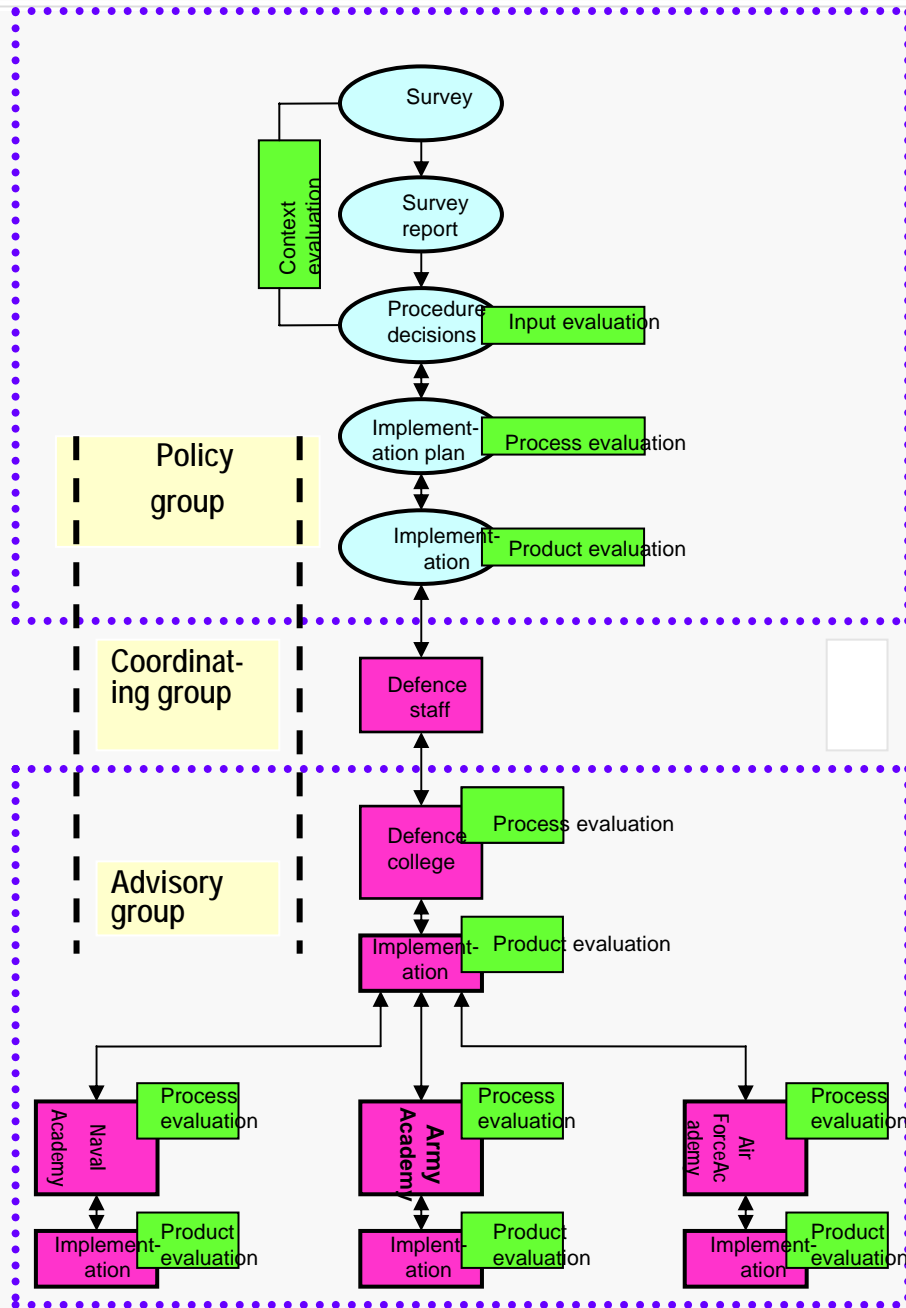 Survey
Context
evaluation
Survey
report
Procedure
decisions
Input evaluation
Policy
group
Implement-
ation plan
Process evaluation
Implement-
ation
Product evaluation
Coordinat-
ing group
Defence
staff
Defence
college
Process evaluation
Advisory
group
Implement-
ation
Product evaluation
Naval
Academy
Process
evaluation
Army
Academy
Process
evaluation
Air
ForceAc
ademy
Process
evaluation
Implement-
ation
Product
evaluation
Implent-
ation
Product
evaluation
Implement-
ation
Product
evaluation